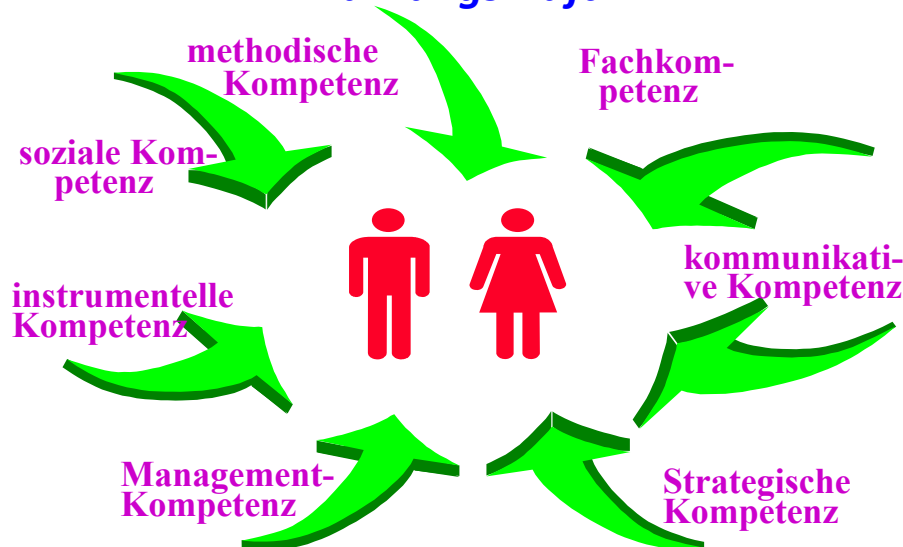 methodische
Kompetenz
Fachkom-
petenz
soziale Kom-
petenz
kommunikati-
ve Kompetenz
instrumentelle
Kompetenz
Management-
Kompetenz
Strategische
Kompetenz